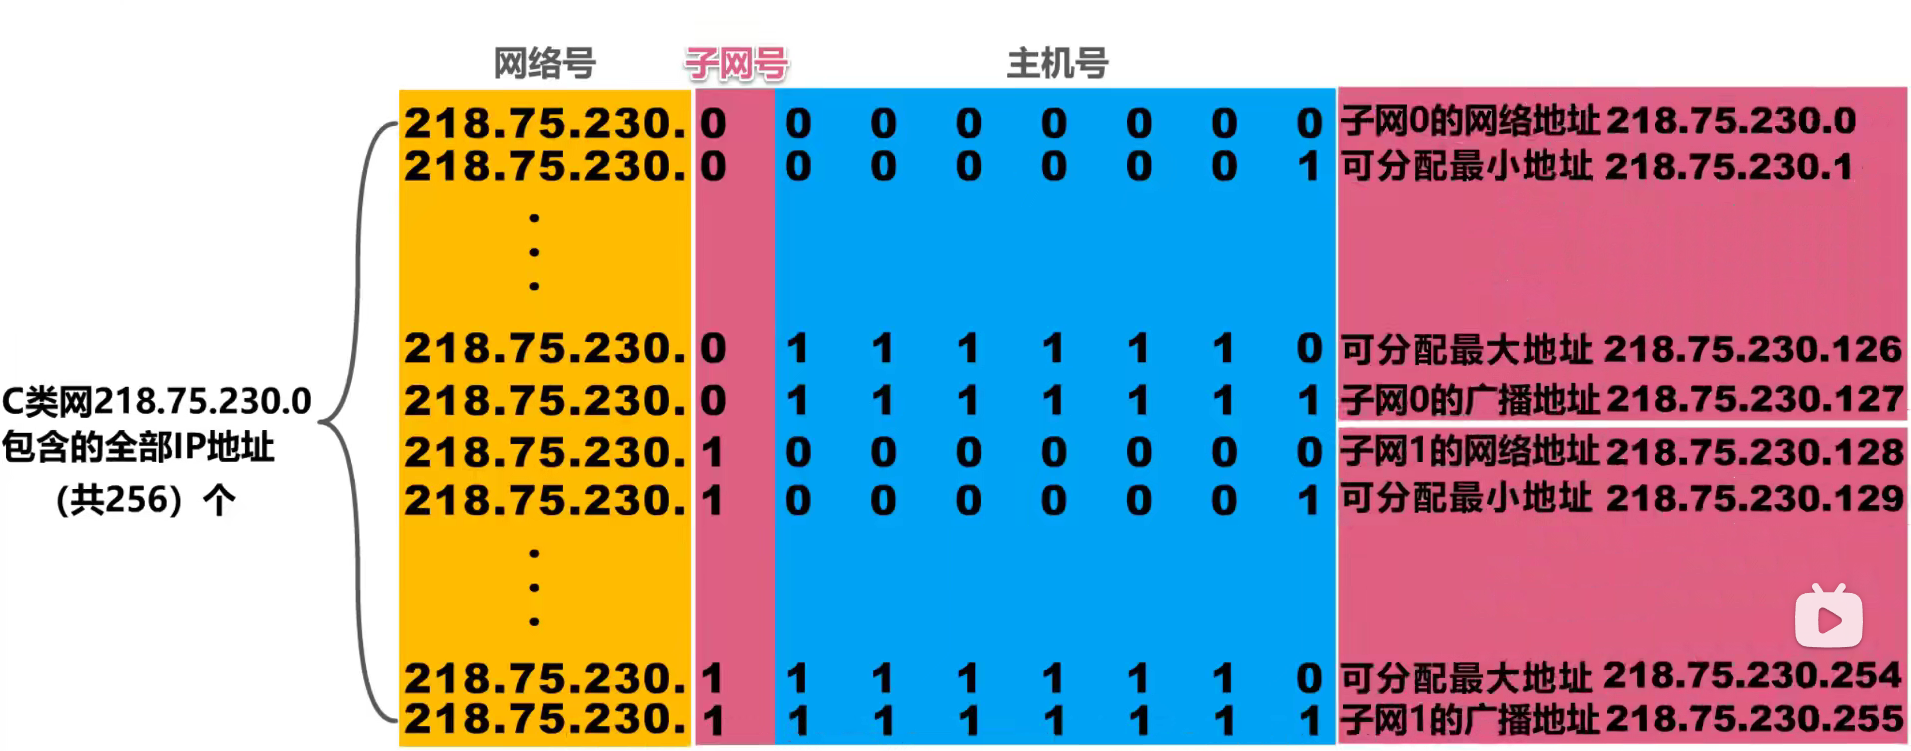 网络号 子网号 主机号
218.75.230. 0 0 0 0 0 0 0 0 子网0的网络地址 218.75.230.0
218.75.230. 0 0 0 0 0 0 0 1 可分配最小地址 218.75.230.1
218.75.230. 0 1 1 1 1 1 1 0 可分配最大地址 218.75.230.126
218.75.230. 0 1 1 1 1 1 1 1 子网0的广播地址 218.75.230.127
C类网218.75.230.0
包含的全部IP地址
（共256）个
218.75.230. 1 0 0 0 0 0 0 0 子网1的网络地址 218.75.230.128
218.75.230. 1 0 0 0 0 0 0 1 可分配最小地址 218.75.230.129
218.75.230. 1 1 1 1 1 1 1 0 可分配最大地址 218.75.230.254
218.75.230. 1 1 1 1 1 1 1 1 子网1的广播地址 218.75.230.255